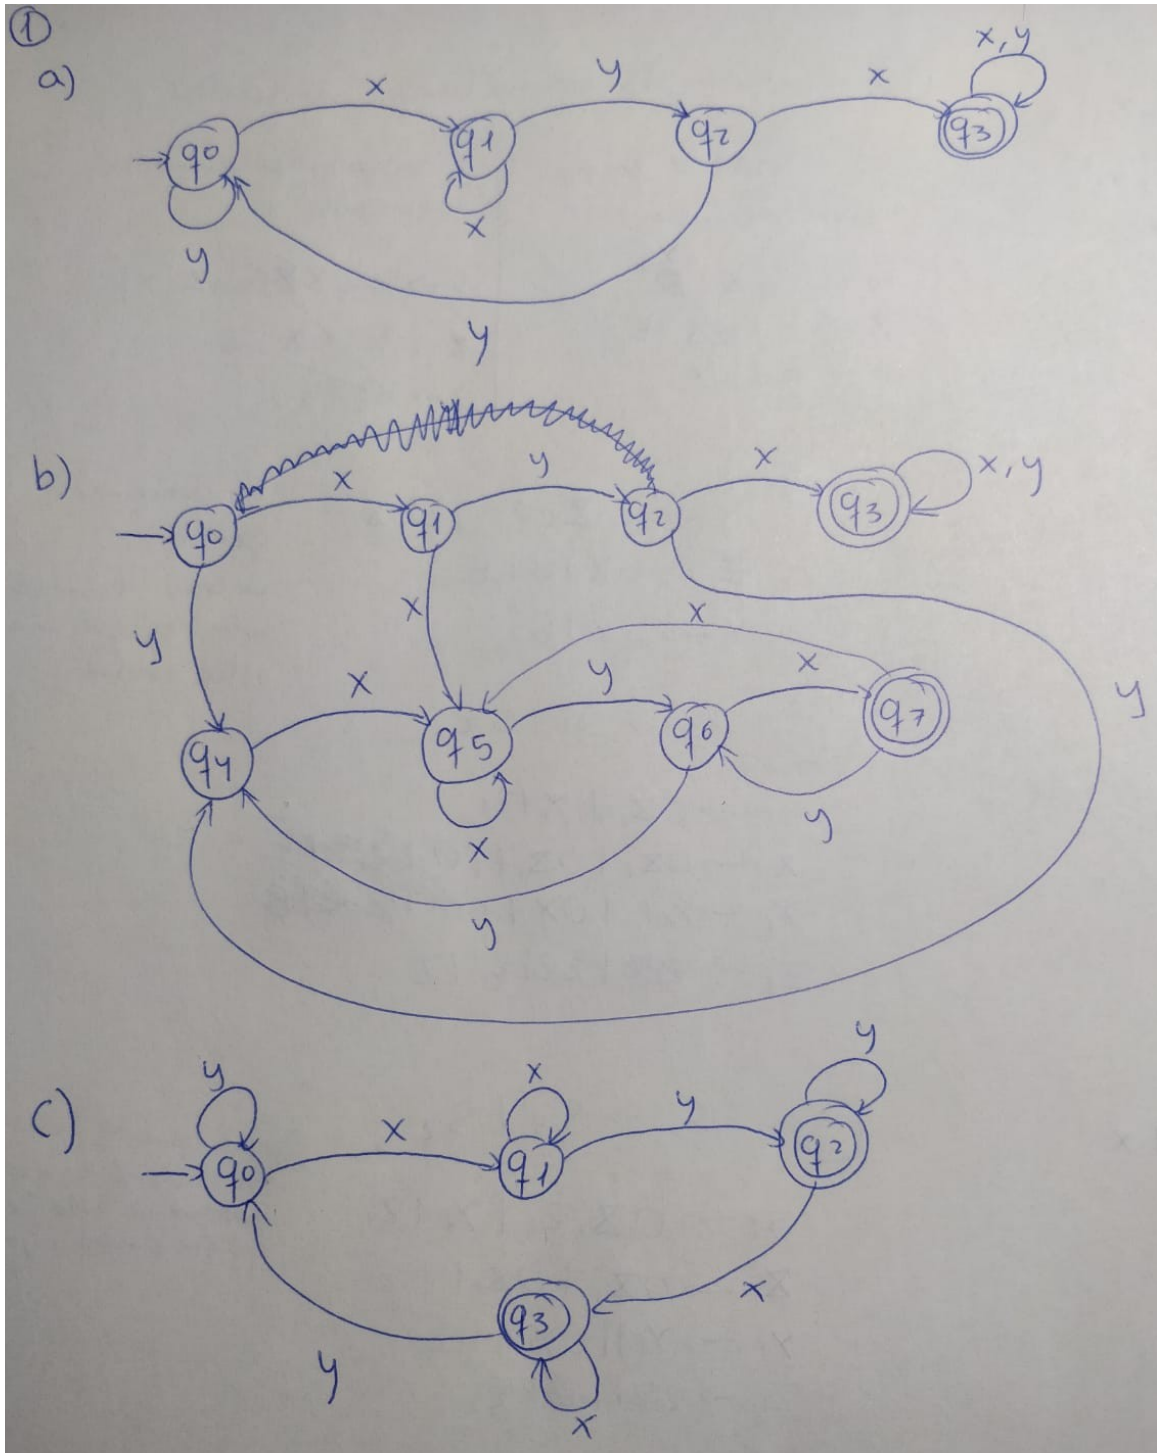 1
a)
x y x x,y
q0 q1 q2 q3
y x
y
b)
x y x x,y
q0 q1 q2 q3
y x x
x y x y
q4 q5 q6 q7
x y
y
c)
y x y
x y
q0 q1 q2
q3 x
y
x